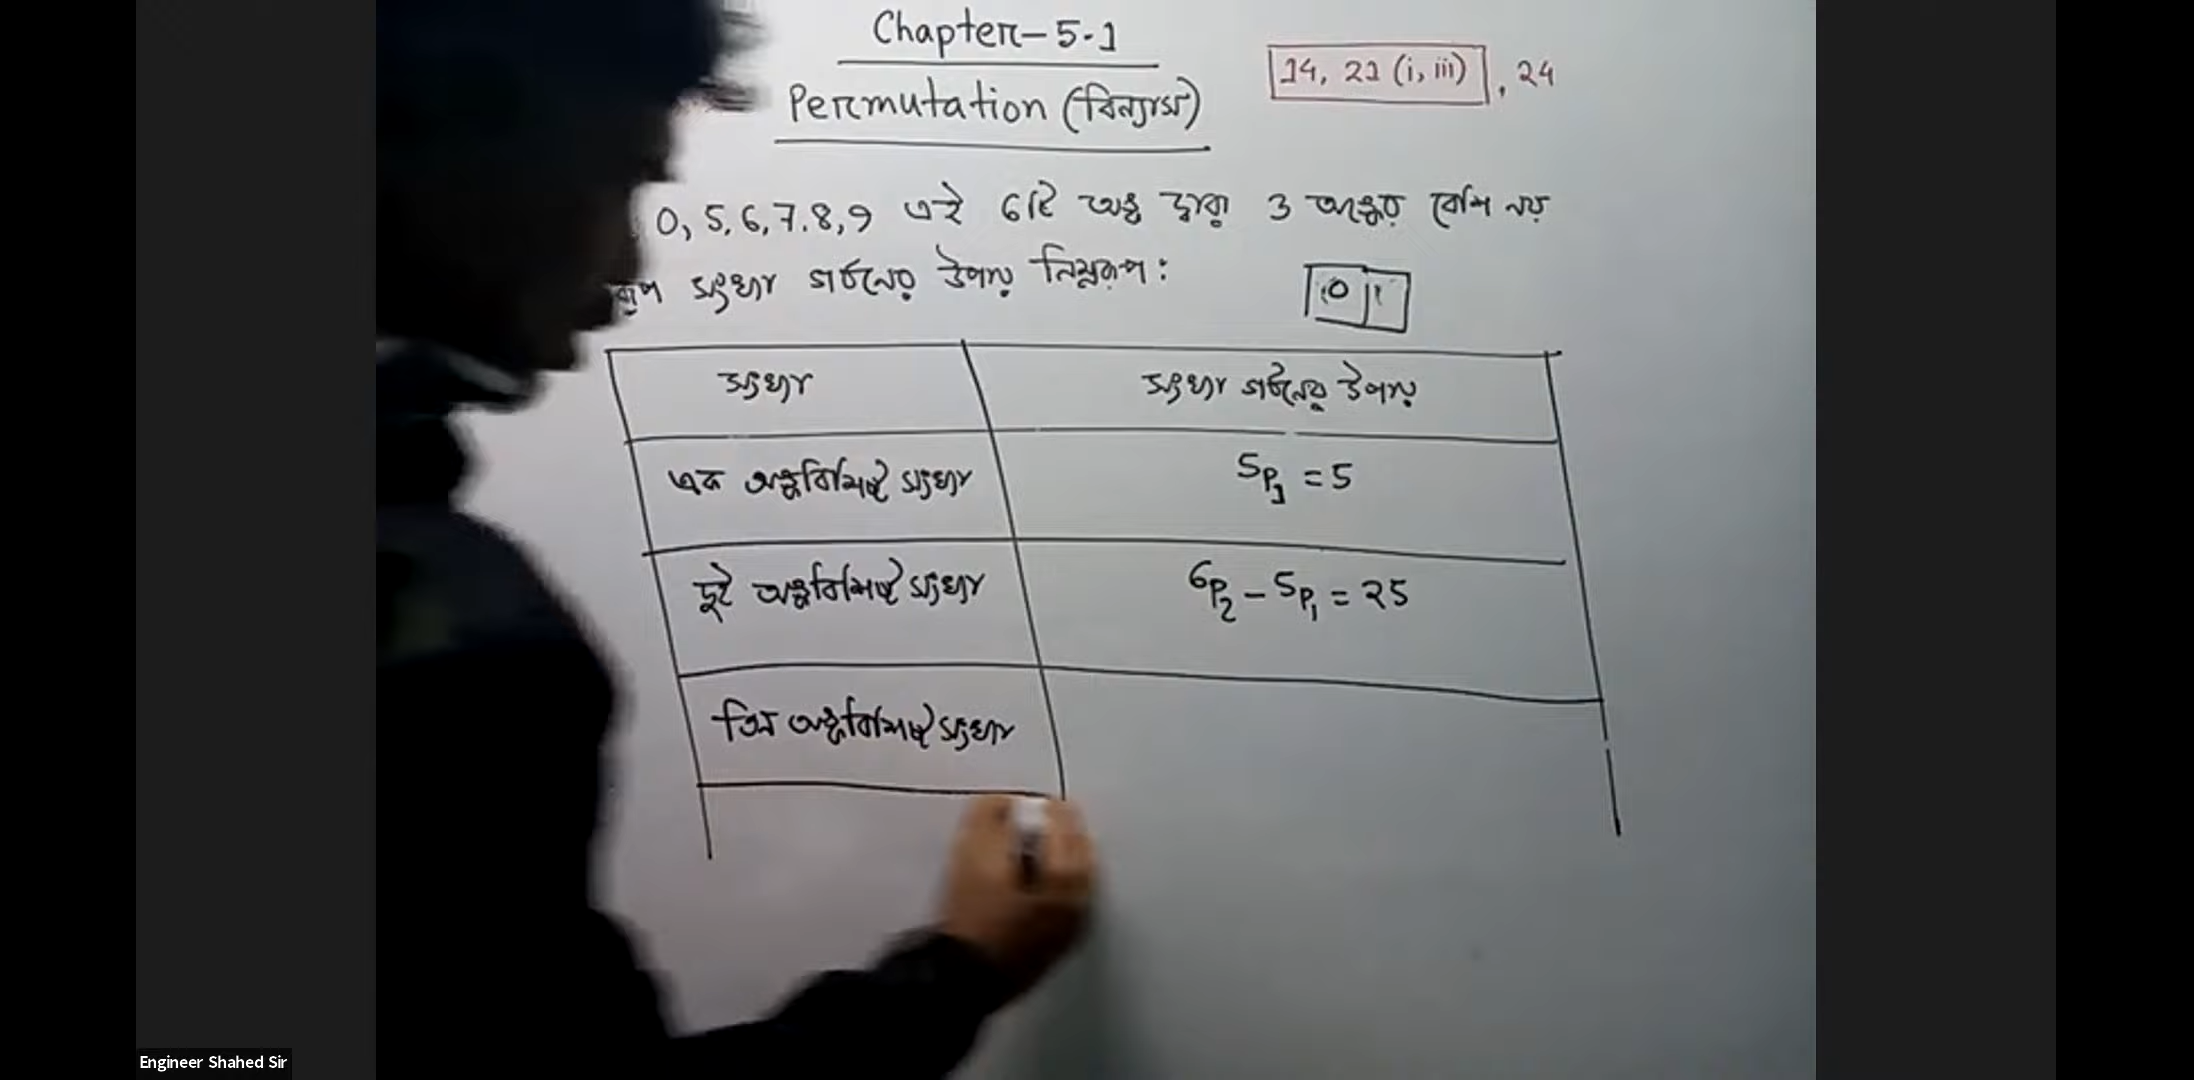 Chapter-5.1
Permutation (বিন্যাস)
14, 21 (i, iii), 24
0, 5, 6, 7, 8, 9 এই 6টি অঙ্ক দ্বারা 3 অঙ্কের বেশি নয়
সংখ্যা গঠনের উপায় নিম্নরূপ:
0 1
সংখ্যা
সংখ্যা গঠনের উপায়
এক অঙ্কবিশিষ্ট সংখ্যা
5P1 = 5
দুই অঙ্কবিশিষ্ট সংখ্যা
6P2 - 5P1 = 25
তিন অঙ্কবিশিষ্ট সংখ্যা
Engineer Shahed Sir